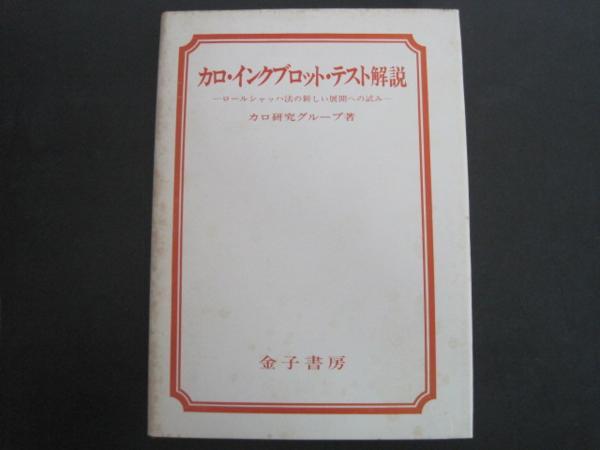 カロ・インクブロット・テスト解説
―ロールシャッハ法の新しい展開への試み―
カロ研究グループ著
金子書房